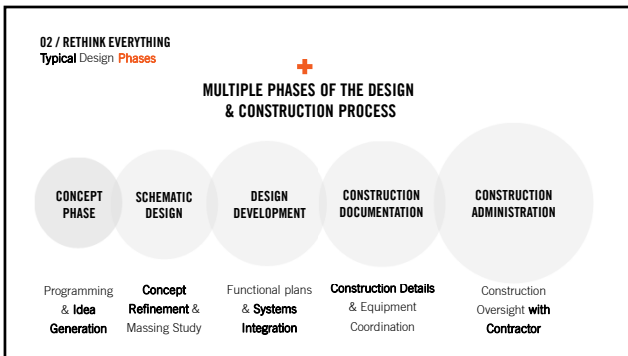 02 / RETHINK EVERYTHING
Typical Design Phases
MULTIPLE PHASES OF THE DESIGN
& CONSTRUCTION PROCESS
CONCEPT
PHASE
SCHEMATIC
DESIGN
DESIGN
DEVELOPMENT
CONSTRUCTION
DOCUMENTATION
CONSTRUCTION
ADMINISTRATION
Programming
& Idea
Generation
Concept
Refinement &
Massing Study
Functional plans
& Systems
Integration
Construction Details
& Equipment
Coordination
Construction
Oversight with
Contractor